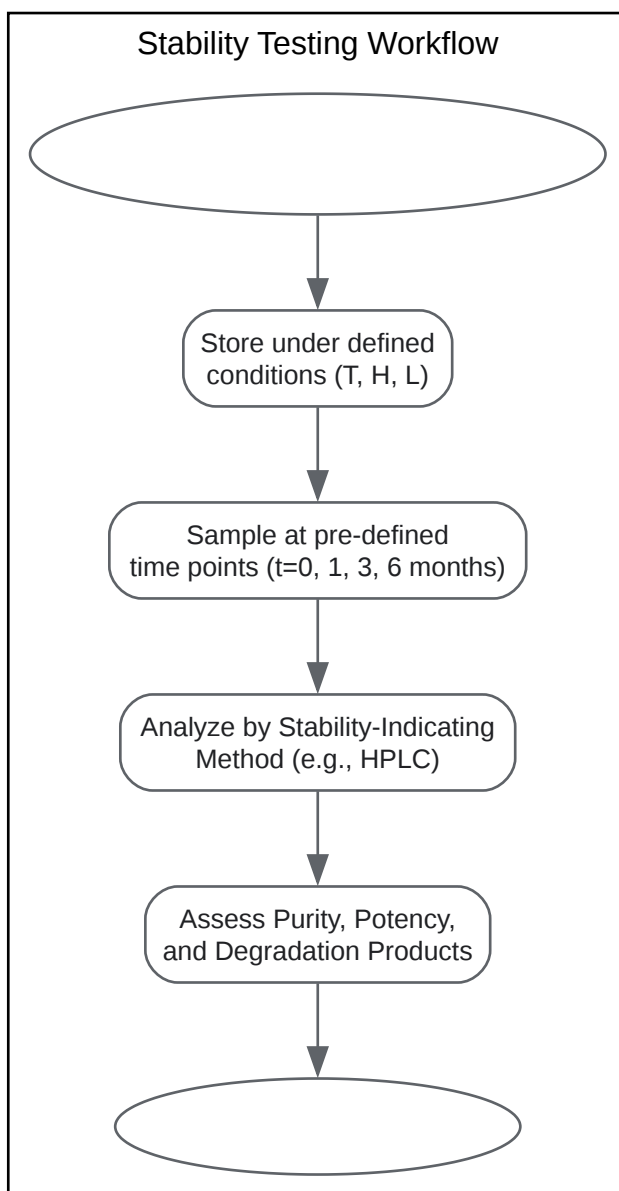 Stability Testing Workflow
Store under defined
conditions (T, H, L)
Sample at pre-defined
time points (t=0, 1, 3, 6 months)
Analyze by Stability-Indicating
Method (e.g., HPLC)
Assess Purity, Potency,
and Degradation Products